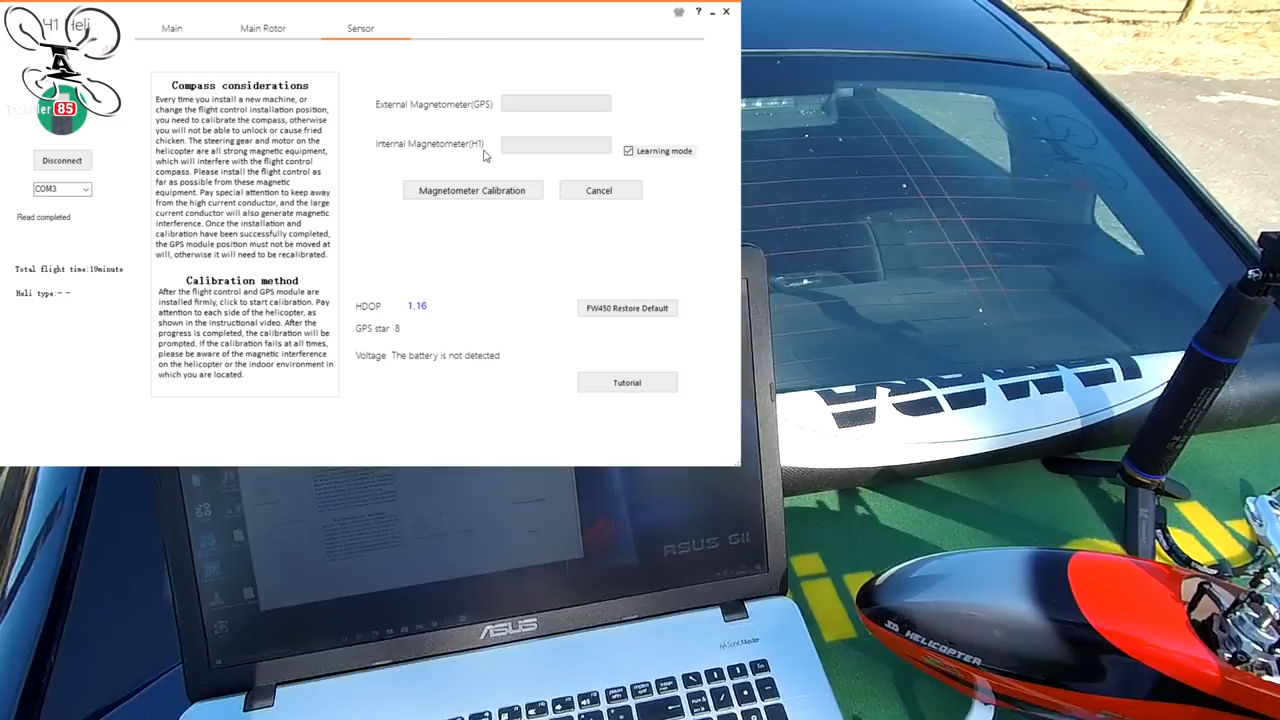 H1 Heli
Main
Main Rotor
Sensor
?
85
Disconnect
COM3
Read completed
Total flight time:19minute
Heli type:- -
Compass considerations
Every time you install a new machine, or
change the flight control installation position,
you need to calibrate the compass, otherwise
you will not be able to unlock or cause fried
chicken. The steering gear and motor on the
helicopter are all strong magnetic equipment,
which will interfere with the flight control
compass. Please install the flight control as
far as possible from these magnetic
equipment. Pay special attention to keep away
from the high current conductor, and the large
current conductor will also generate magnetic
interference. Once the installation and
calibration have been successfully completed,
the GPS module position must not be moved at
will, otherwise it will need to be recalibrated.
Calibration method
After the flight control and GPS module are
installed firmly, click to start calibration. Pay
attention to each side of the helicopter, as
shown in the instructional video. After the
progress is completed, the calibration will be
prompted. If the calibration fails at all times,
please be aware of the magnetic interference
on the helicopter or the indoor environment in
which you are located.
External Magnetometer(GPS)
Internal Magnetometer(H1)
Learning mode
Magnetometer Calibration
Cancel
HDOP 1,16
FW450 Restore Default
GPS star 8
Voltage The battery is not detected
Tutorial
ASUS
SonicMaster
HELICOPTER